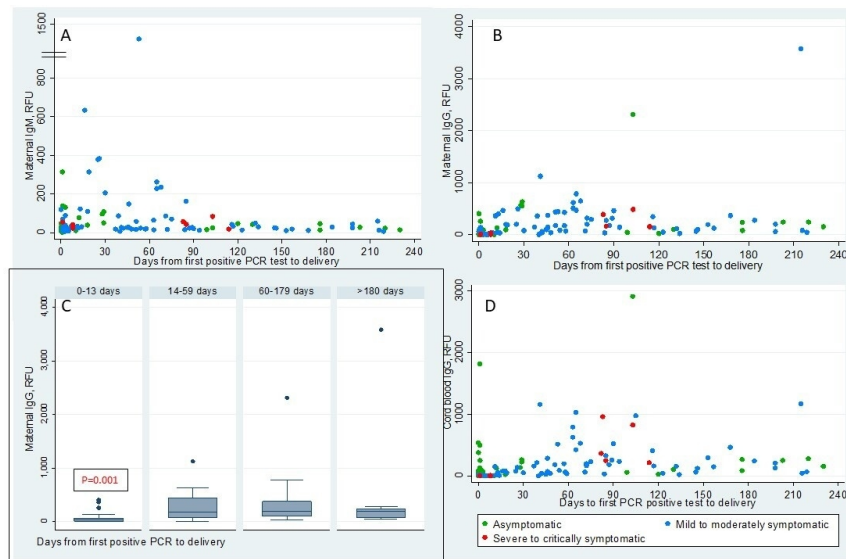 A
Maternal IgM, RFU
1500
800
600
400
200
0
0 30 60 90 120 150 180 210 240
Days from first positive PCR test to delivery
B
Maternal IgG, RFU
4000
3000
2000
1000
0
0 30 60 90 120 150 180 210 240
Days from first positive PCR test to delivery
C
0-13 days 14-59 days 60-179 days >180 days
Maternal IgG, RFU
4,000
3,000
2,000
1,000
0
P=0.001
Days from first positive PCR to delivery
D
Cord blood IgG, RFU
3000
2000
1000
0
0 30 60 90 120 150 180 210 240
Days to first positive PCR test to delivery
Asymptomatic Mild to moderately symptomatic
Severe to critically symptomatic